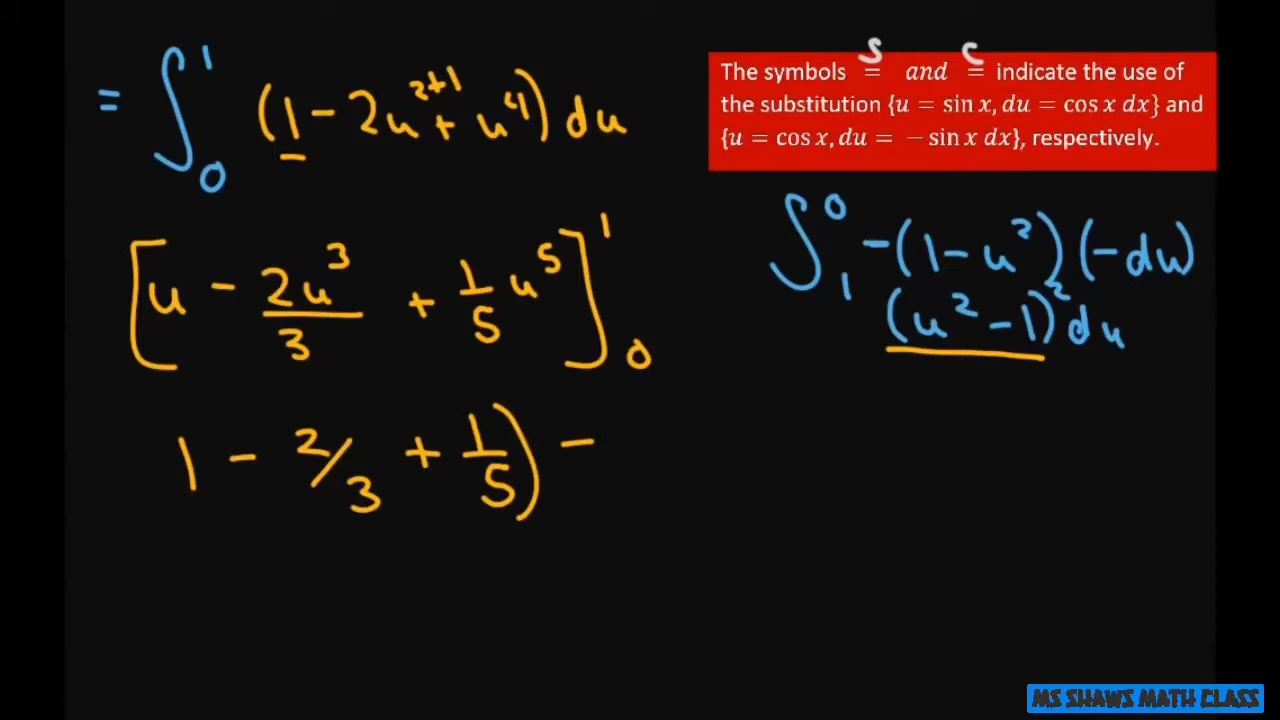 = ∫₀¹ (1 - 2u²⁺¹ + u⁴) du
[u - 2u³/3 + 1/5 u⁵]₀¹
1 - 2/3 + 1/5) -
S C
The symbols = and = indicate the use of
the substitution {u = sin x, du = cos x dx} and
{u = cos x, du = − sin x dx}, respectively.
∫₁⁰ -(1 - u²)² (-du)
(u² - 1)² du
MS SHAWS MATH CLASS